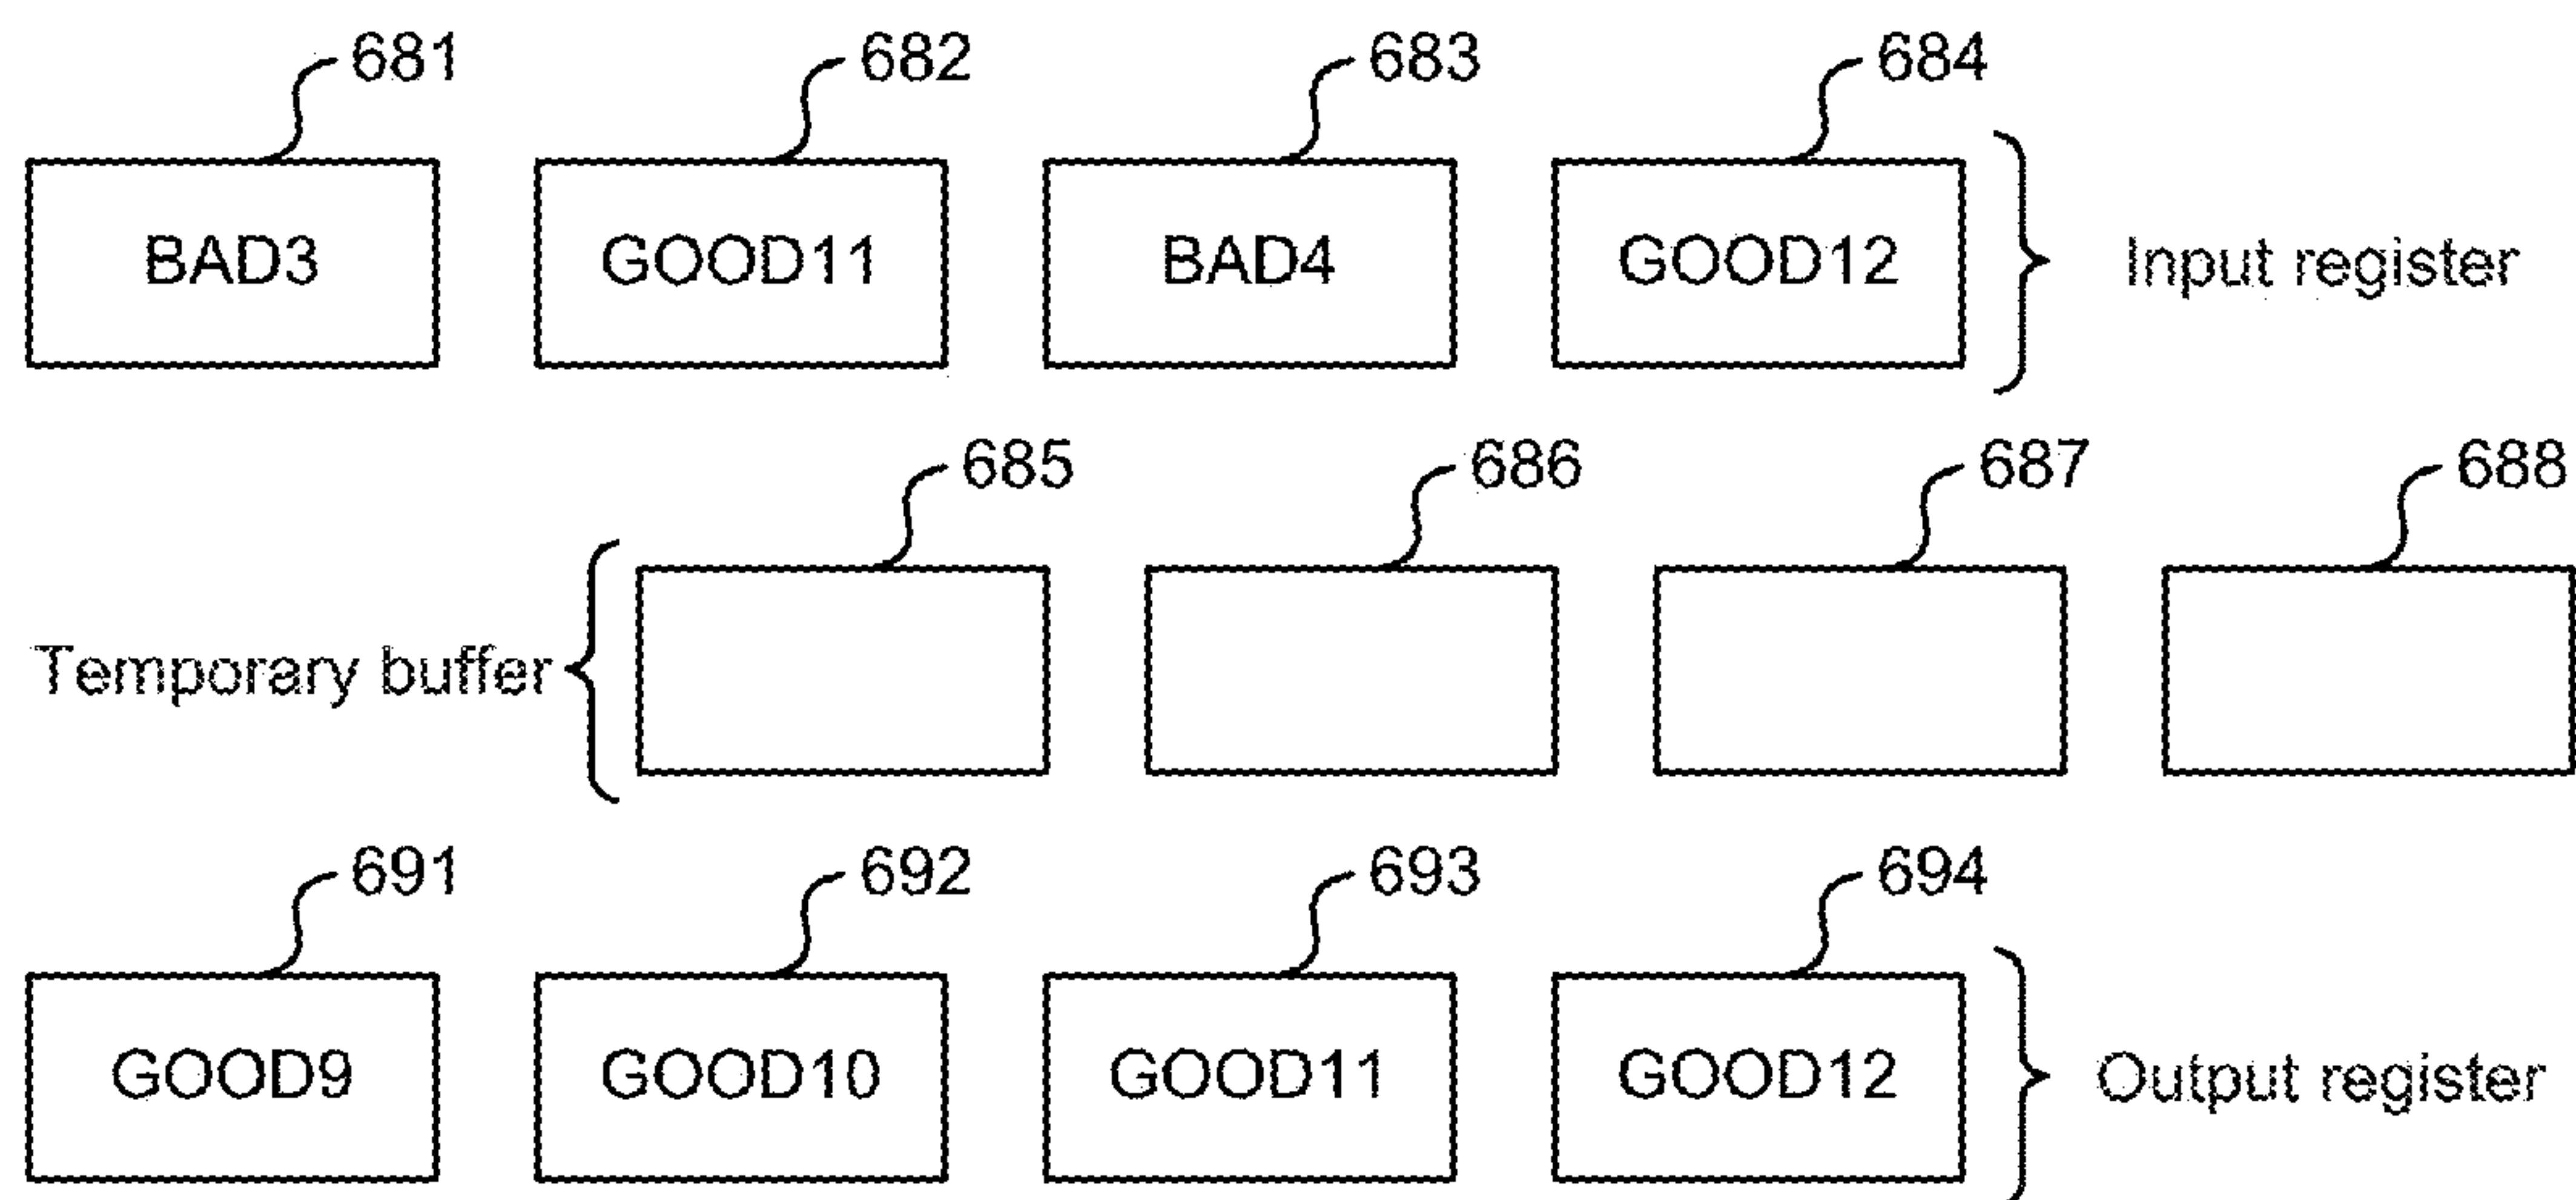 681 682 683 684
BAD3 GOOD11 BAD4 GOOD12 Input register
685 686 687 688
Temporary buffer
691 692 693 694
GOOD9 GOOD10 GOOD11 GOOD12 Output register